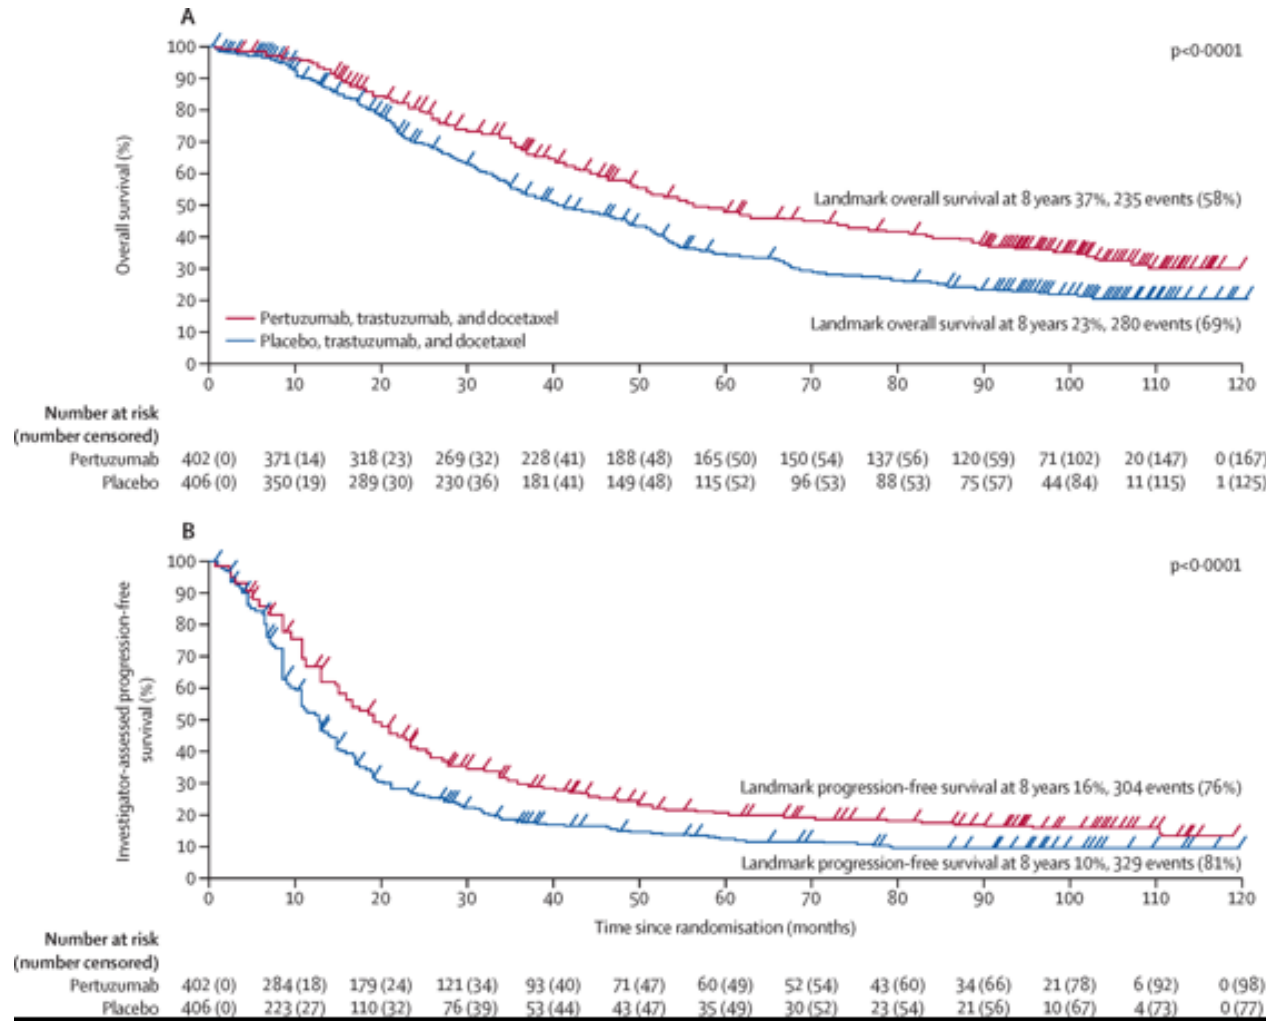 A
100
90
80
70
60
50
40
30
20
10
0
Overall survival (%)
p<0·0001
Landmark overall survival at 8 years 37%, 235 events (58%)
Pertuzumab, trastuzumab, and docetaxel
Placebo, trastuzumab, and docetaxel
Landmark overall survival at 8 years 23%, 280 events (69%)
0 10 20 30 40 50 60 70 80 90 100 110 120
Number at risk
(number censored)
Pertuzumab 402 (0) 371 (14) 318 (23) 269 (32) 228 (41) 188 (48) 165 (50) 150 (54) 137 (56) 120 (59) 71 (102) 20 (147) 0 (167)
Placebo 406 (0) 350 (19) 289 (30) 230 (36) 181 (41) 149 (48) 115 (52) 96 (53) 88 (53) 75 (57) 44 (84) 11 (115) 1 (125)
B
100
90
80
70
60
50
40
30
20
10
0
Investigator-assessed progression-free
survival (%)
p<0·0001
Landmark progression-free survival at 8 years 16%, 304 events (76%)
Landmark progression-free survival at 8 years 10%, 329 events (81%)
0 10 20 30 40 50 60 70 80 90 100 110 120
Time since randomisation (months)
Number at risk
(number censored)
Pertuzumab 402 (0) 284 (18) 179 (24) 121 (34) 93 (40) 71 (47) 60 (49) 52 (54) 43 (60) 34 (66) 21 (78) 6 (92) 0 (98)
Placebo 406 (0) 223 (27) 110 (32) 76 (39) 53 (44) 43 (47) 35 (49) 30 (52) 23 (54) 21 (56) 10 (67) 4 (73) 0 (77)